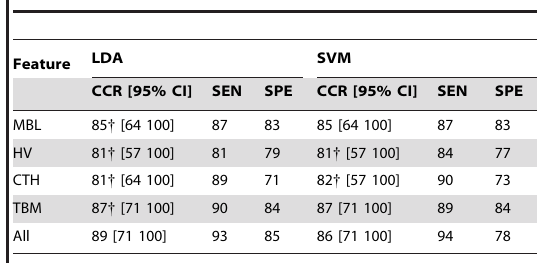 Feature LDA SVM
CCR [95% CI] SEN SPE CCR [95% CI] SEN SPE
MBL 85† [64 100] 87 83 85 [64 100] 87 83
HV 81† [57 100] 81 79 81† [57 100] 84 77
CTH 81† [64 100] 89 71 82† [57 100] 90 73
TBM 87† [71 100] 90 84 87 [71 100] 89 84
All 89 [71 100] 93 85 86 [71 100] 94 78